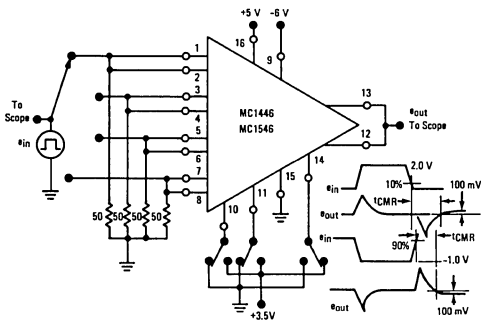 +5 V
-6 V
16
9
1
2
3
4
5
6
7
8
MC1446
MC1546
13
12
eout
To Scope
To
Scope
ein
14
15
11
10
50
50
50
50
+3.5V
2.0 V
ein
10%
100 mV
tCMR
eout
ein
tCMR
90%
-1.0 V
eout
100 mV